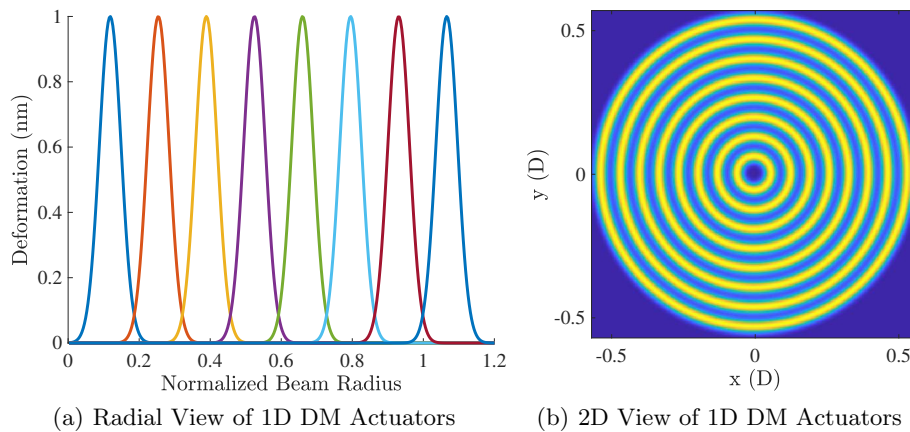 1
0.8
0.6
0.4
0.2
0
Deformation (nm)
0 0.2 0.4 0.6 0.8 1 1.2
Normalized Beam Radius
(a) Radial View of 1D DM Actuators
0.5
0
-0.5
y (D)
-0.5 0 0.5
x (D)
(b) 2D View of 1D DM Actuators